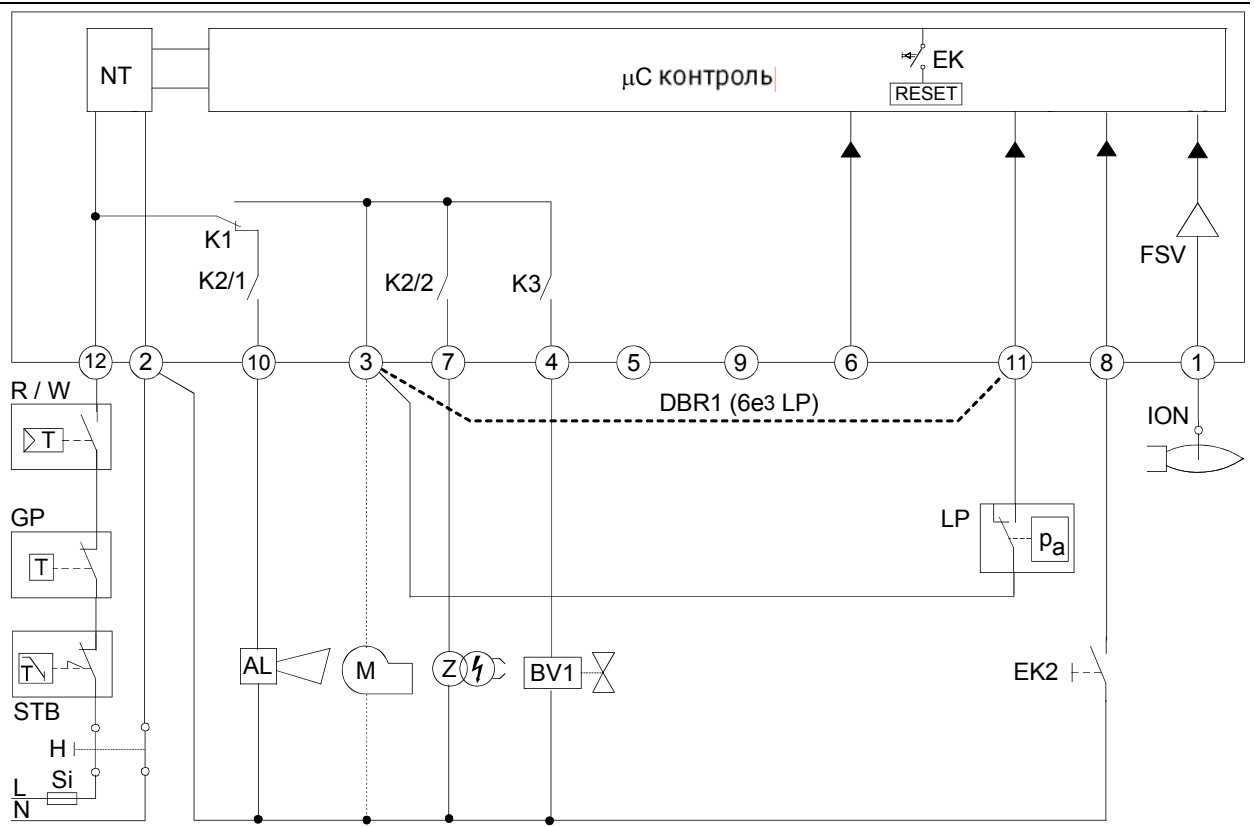 NT
μC контроль
EK
RESET
FSV
K1
K2/1
K2/2
K3
12
2
10
3
7
4
5
9
6
11
8
1
R / W
T
DBR1 (6e3 LP)
ION
GP
T
LP
pa
STB
T
AL
M
Z
BV1
EK2
H
Si
L
N